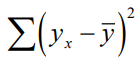 ∑(yₓ - ȳ)²